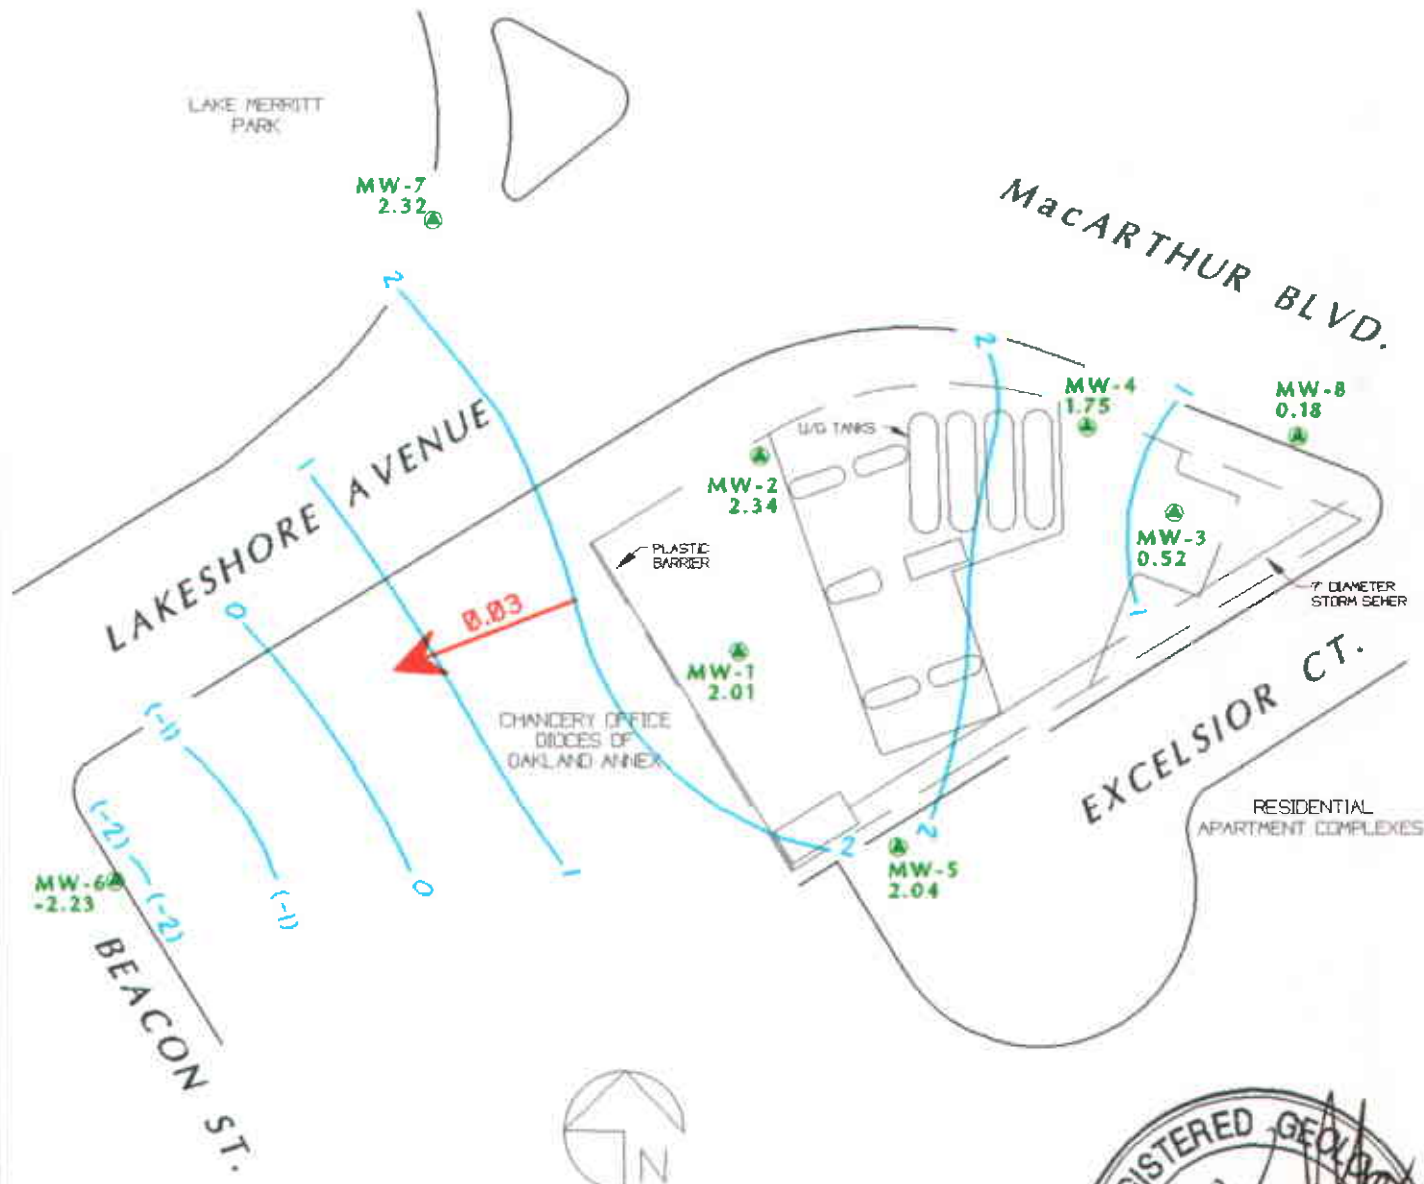 LAKE MERRITT
PARK
MW-7
2.32
MacARTHUR BLVD.
2
2
1
MW-4
1.75
MW-8
0.18
LAKESHORE AVENUE
U/G TANKS
MW-2
2.34
1
MW-3
0.52
PLASTIC
BARRIER
7' DIAMETER
STORM SEWER
0
0.03
1
EXCELSIOR CT.
MW-1
2.01
(-1)
CHANCERY OFFICE
DIOCES OF
OAKLAND ANNEX
RESIDENTIAL
APARTMENT COMPLEXES
(-2)
2
2
MW-5
2.04
MW-6
-2.23
(-2)
(-1)
0
1
BEACON ST.
N